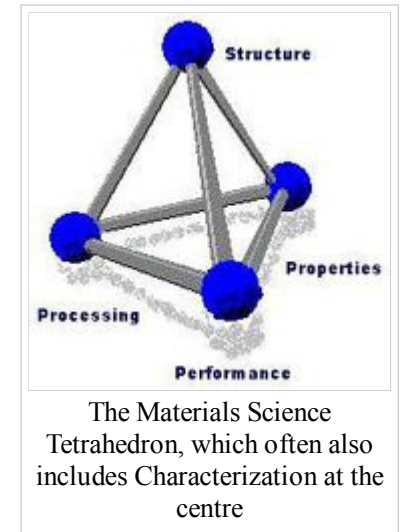 Structure
Properties
Processing
Performance
The Materials Science
Tetrahedron, which often also
includes Characterization at the
centre